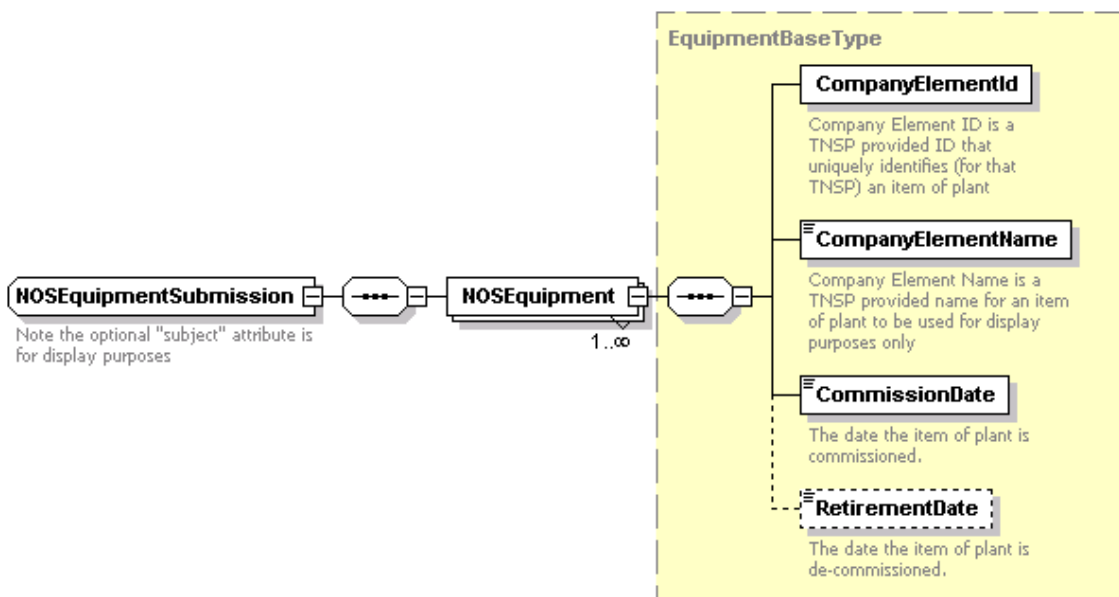 EquipmentBaseType
CompanyElementId
Company Element ID is a
TNSP provided ID that
uniquely identifies (for that
TNSP) an item of plant
CompanyElementName
Company Element Name is a
TNSP provided name for an item
of plant to be used for display
purposes only
NOSEquipmentSubmission
Note the optional "subject" attribute is
for display purposes
NOSEquipment
1..∞
CommissionDate
The date the item of plant is
commissioned.
RetirementDate
The date the item of plant is
de-commissioned.